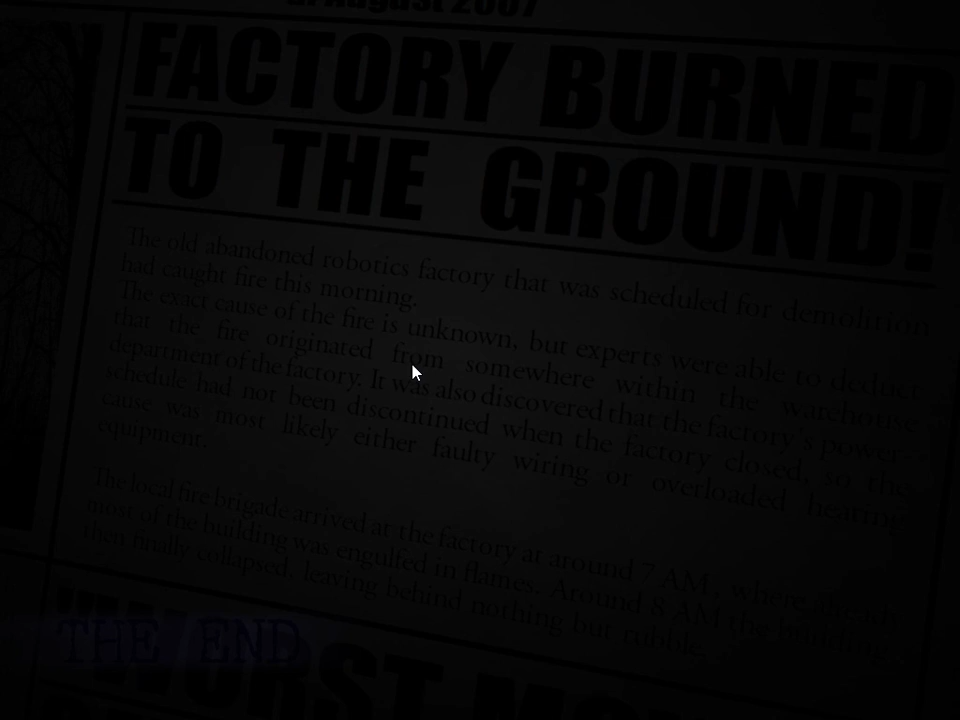 August 2007
FACTORY BURNED
TO THE GROUND!
The old abandoned robotics factory that was scheduled for demolition
had caught fire this morning.
The exact cause of the fire is unknown, but experts were able to deduct
that the fire originated from somewhere within the warehouse
department of the factory. It was also discovered that the factory's power-
schedule had not been discontinued when the factory closed, so the
cause was most likely either faulty wiring or overloaded heating
equipment.
The local fire brigade arrived at the factory at around 7 AM, where already
most of the building was engulfed in flames. Around 8 AM the building
then finally collapsed, leaving behind nothing but rubble.
THE END
WORST